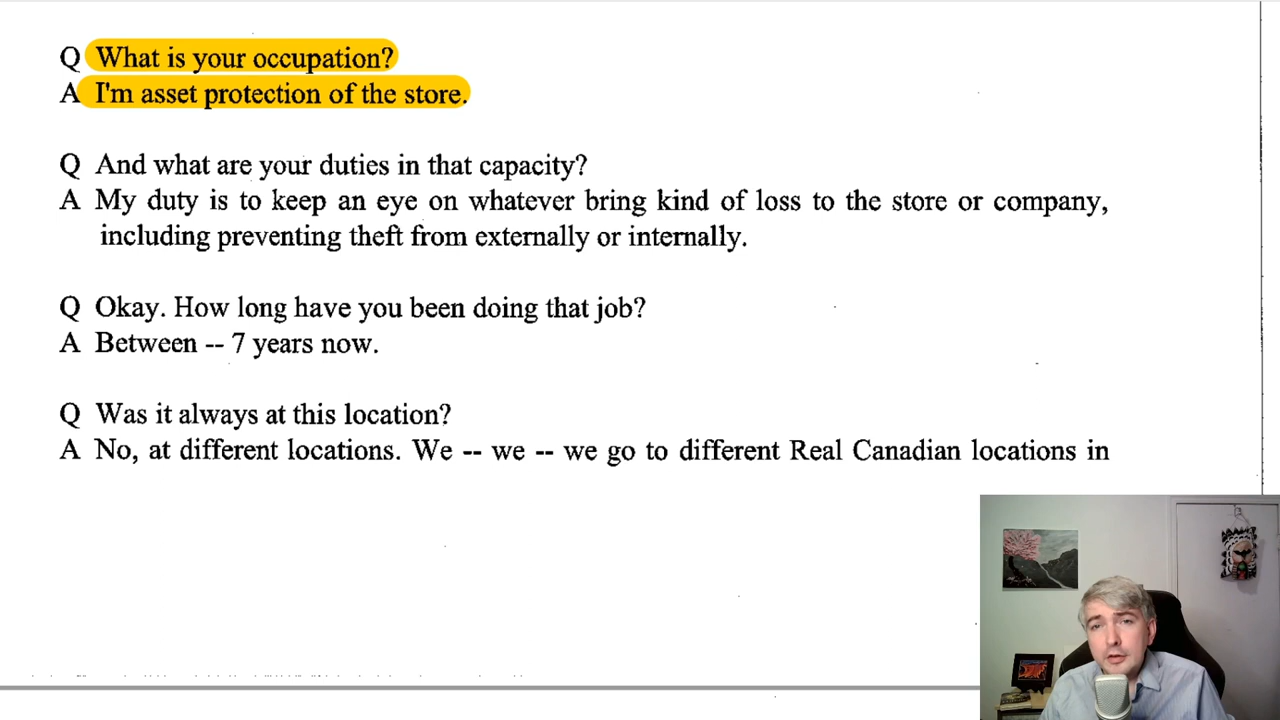 Q What is your occupation?
A I'm asset protection of the store.
Q And what are your duties in that capacity?
A My duty is to keep an eye on whatever bring kind of loss to the store or company,
including preventing theft from externally or internally.
Q Okay. How long have you been doing that job?
A Between -- 7 years now.
Q Was it always at this location?
A No, at different locations. We -- we -- we go to different Real Canadian locations in